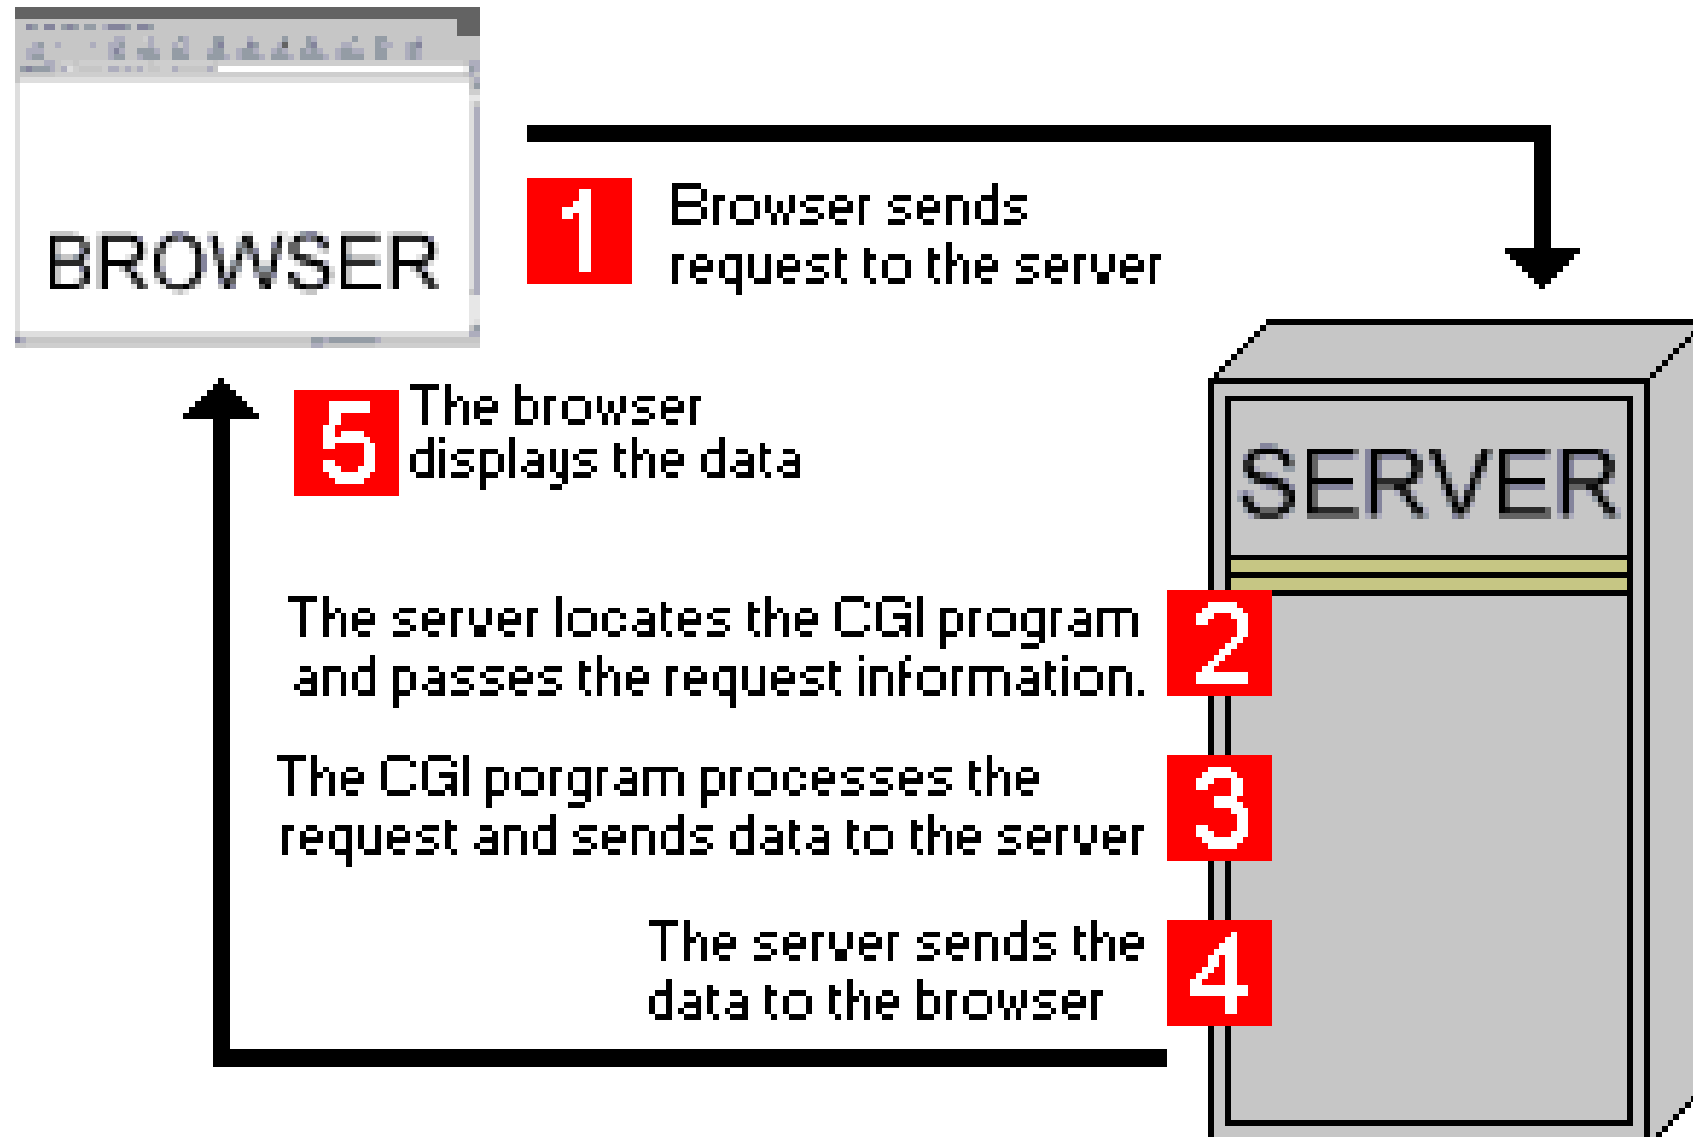 BROWSER
1
Browser sends
request to the server
5
The browser
displays the data
SERVER
The server locates the CGI program
and passes the request information.
2
The CGI porgram processes the
request and sends data to the server
3
The server sends the
data to the browser
4